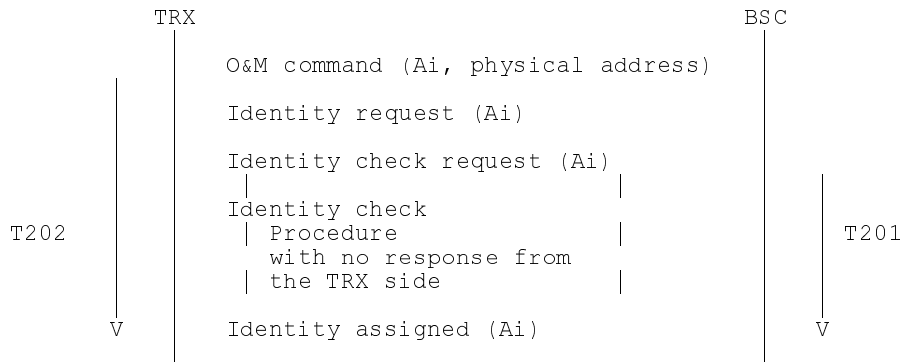 TRX BSC
O&M command (Ai, physical address)
Identity request (Ai)
Identity check request (Ai)
Identity check
T202 Procedure T201
with no response from
the TRX side
V Identity assigned (Ai) V